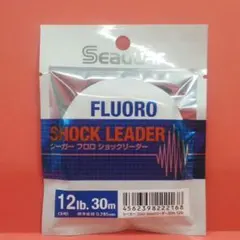 Seaguar
FLUORO
SHOCK LEADER
シーガー フロロ ショックリーダー
12lb. 30m
4562398222168